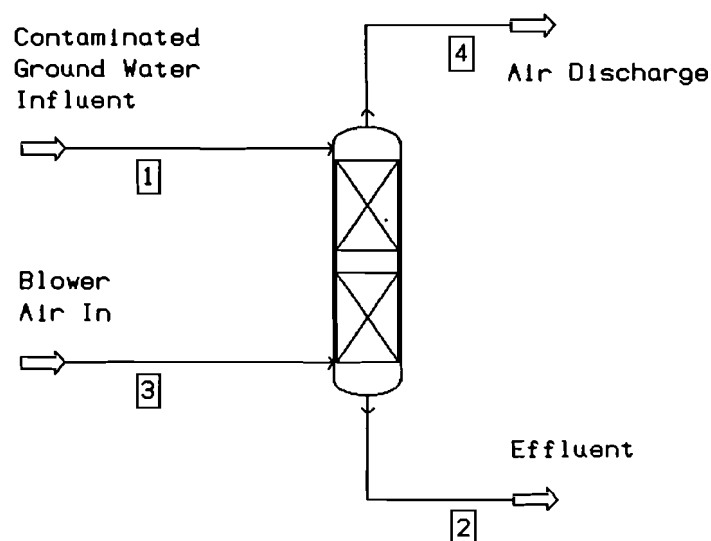 Contaminated
Ground Water
Influent
4
Air Discharge
1
Blower
Air In
3
Effluent
2